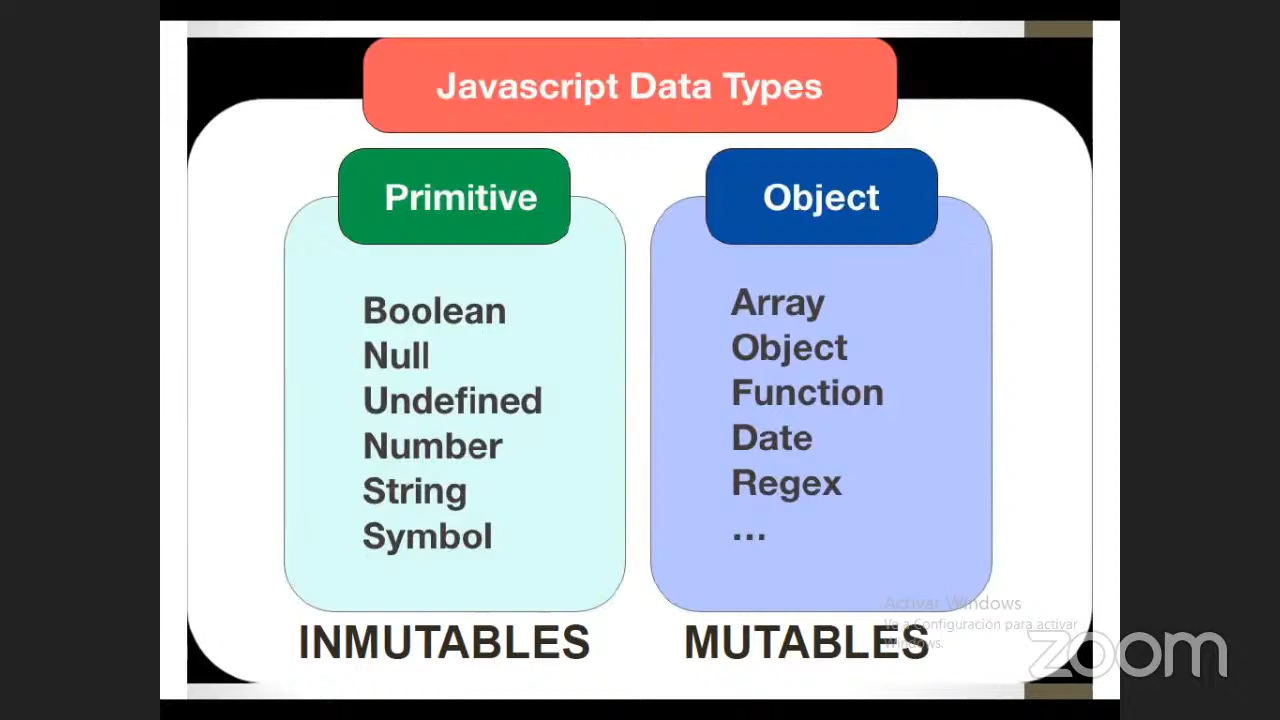 Javascript Data Types
Primitive
Boolean
Null
Undefined
Number
String
Symbol
INMUTABLES
Object
Array
Object
Function
Date
Regex
...
MUTABLES
Activar Windows
Ve a Configuración para activar
Windows.
zoom